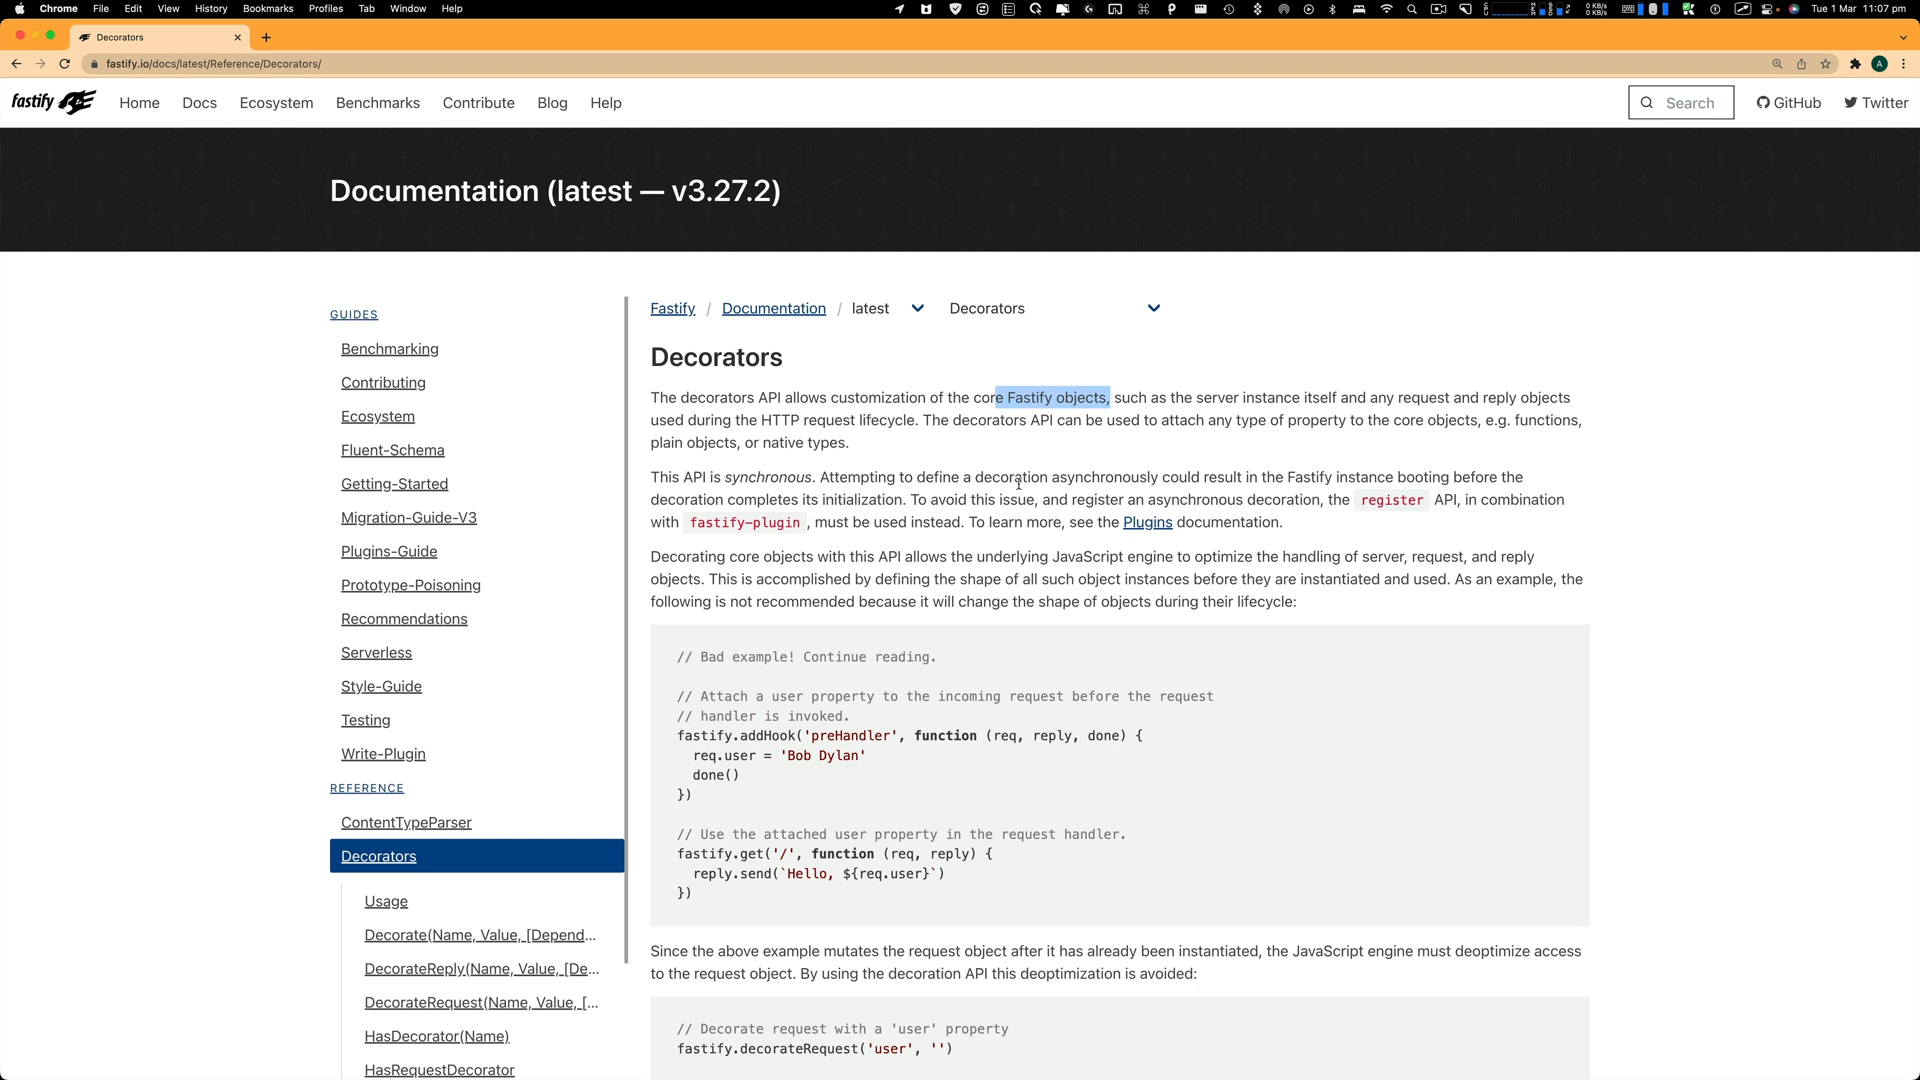 Chrome File Edit View History Bookmarks Profiles Tab Window Help Tue 1 Mar 11:07 pm
Decorators
fastify.io/docs/latest/Reference/Decorators/
fastify Home Docs Ecosystem Benchmarks Contribute Blog Help Search GitHub Twitter
Documentation (latest — v3.27.2)
GUIDES
Benchmarking
Contributing
Ecosystem
Fluent-Schema
Getting-Started
Migration-Guide-V3
Plugins-Guide
Prototype-Poisoning
Recommendations
Serverless
Style-Guide
Testing
Write-Plugin
REFERENCE
ContentTypeParser
Decorators
Usage
Decorate(Name, Value, [Depend...
DecorateReply(Name, Value, [De...
DecorateRequest(Name, Value, [...
HasDecorator(Name)
HasRequestDecorator
Fastify / Documentation / latest Decorators
Decorators
The decorators API allows customization of the core Fastify objects, such as the server instance itself and any request and reply objects
used during the HTTP request lifecycle. The decorators API can be used to attach any type of property to the core objects, e.g. functions,
plain objects, or native types.
This API is synchronous. Attempting to define a decoration asynchronously could result in the Fastify instance booting before the
decoration completes its initialization. To avoid this issue, and register an asynchronous decoration, the register API, in combination
with fastify-plugin , must be used instead. To learn more, see the Plugins documentation.
Decorating core objects with this API allows the underlying JavaScript engine to optimize the handling of server, request, and reply
objects. This is accomplished by defining the shape of all such object instances before they are instantiated and used. As an example, the
following is not recommended because it will change the shape of objects during their lifecycle:
// Bad example! Continue reading.
// Attach a user property to the incoming request before the request
// handler is invoked.
fastify.addHook('preHandler', function (req, reply, done) {
req.user = 'Bob Dylan'
done()
})
// Use the attached user property in the request handler.
fastify.get('/', function (req, reply) {
reply.send(`Hello, ${req.user}`)
})
Since the above example mutates the request object after it has already been instantiated, the JavaScript engine must deoptimize access
to the request object. By using the decoration API this deoptimization is avoided:
// Decorate request with a 'user' property
fastify.decorateRequest('user', '')